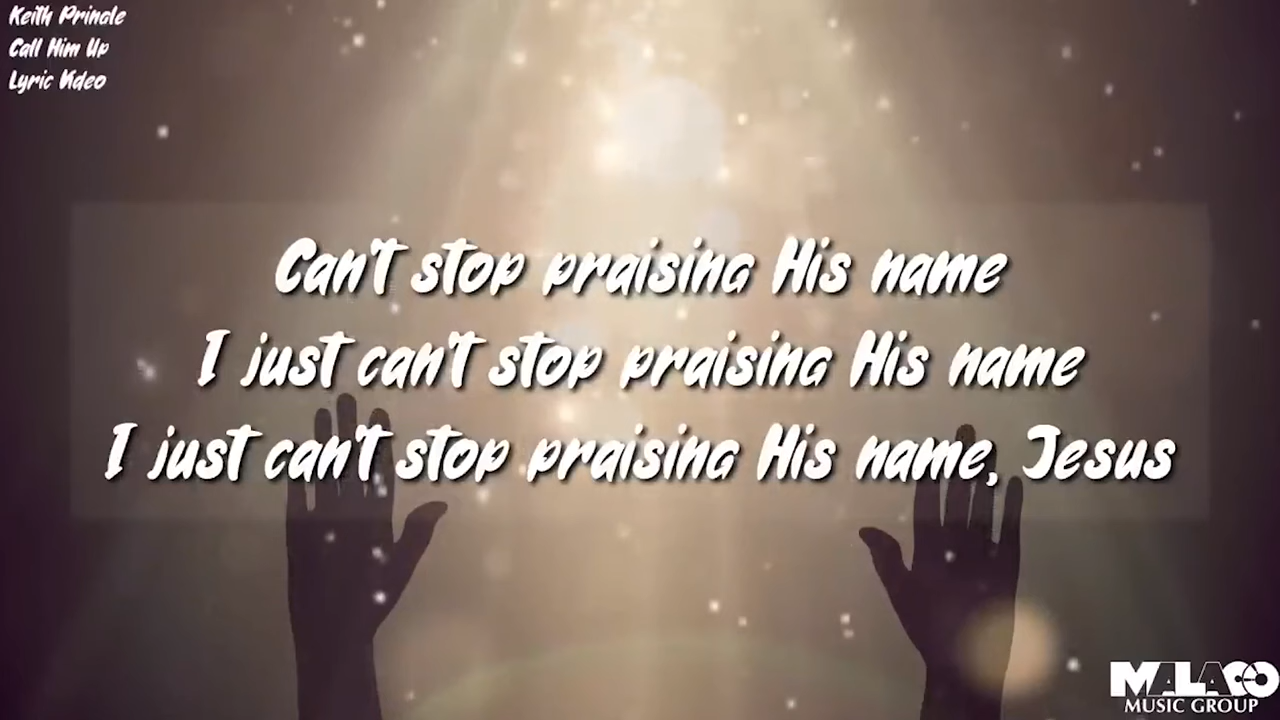 Keith Pringle
Call Him Up
Lyric Video
Can't stop praising His name
I just can't stop praising His name
I just can't stop praising His name, Jesus
MALACO
MUSIC GROUP